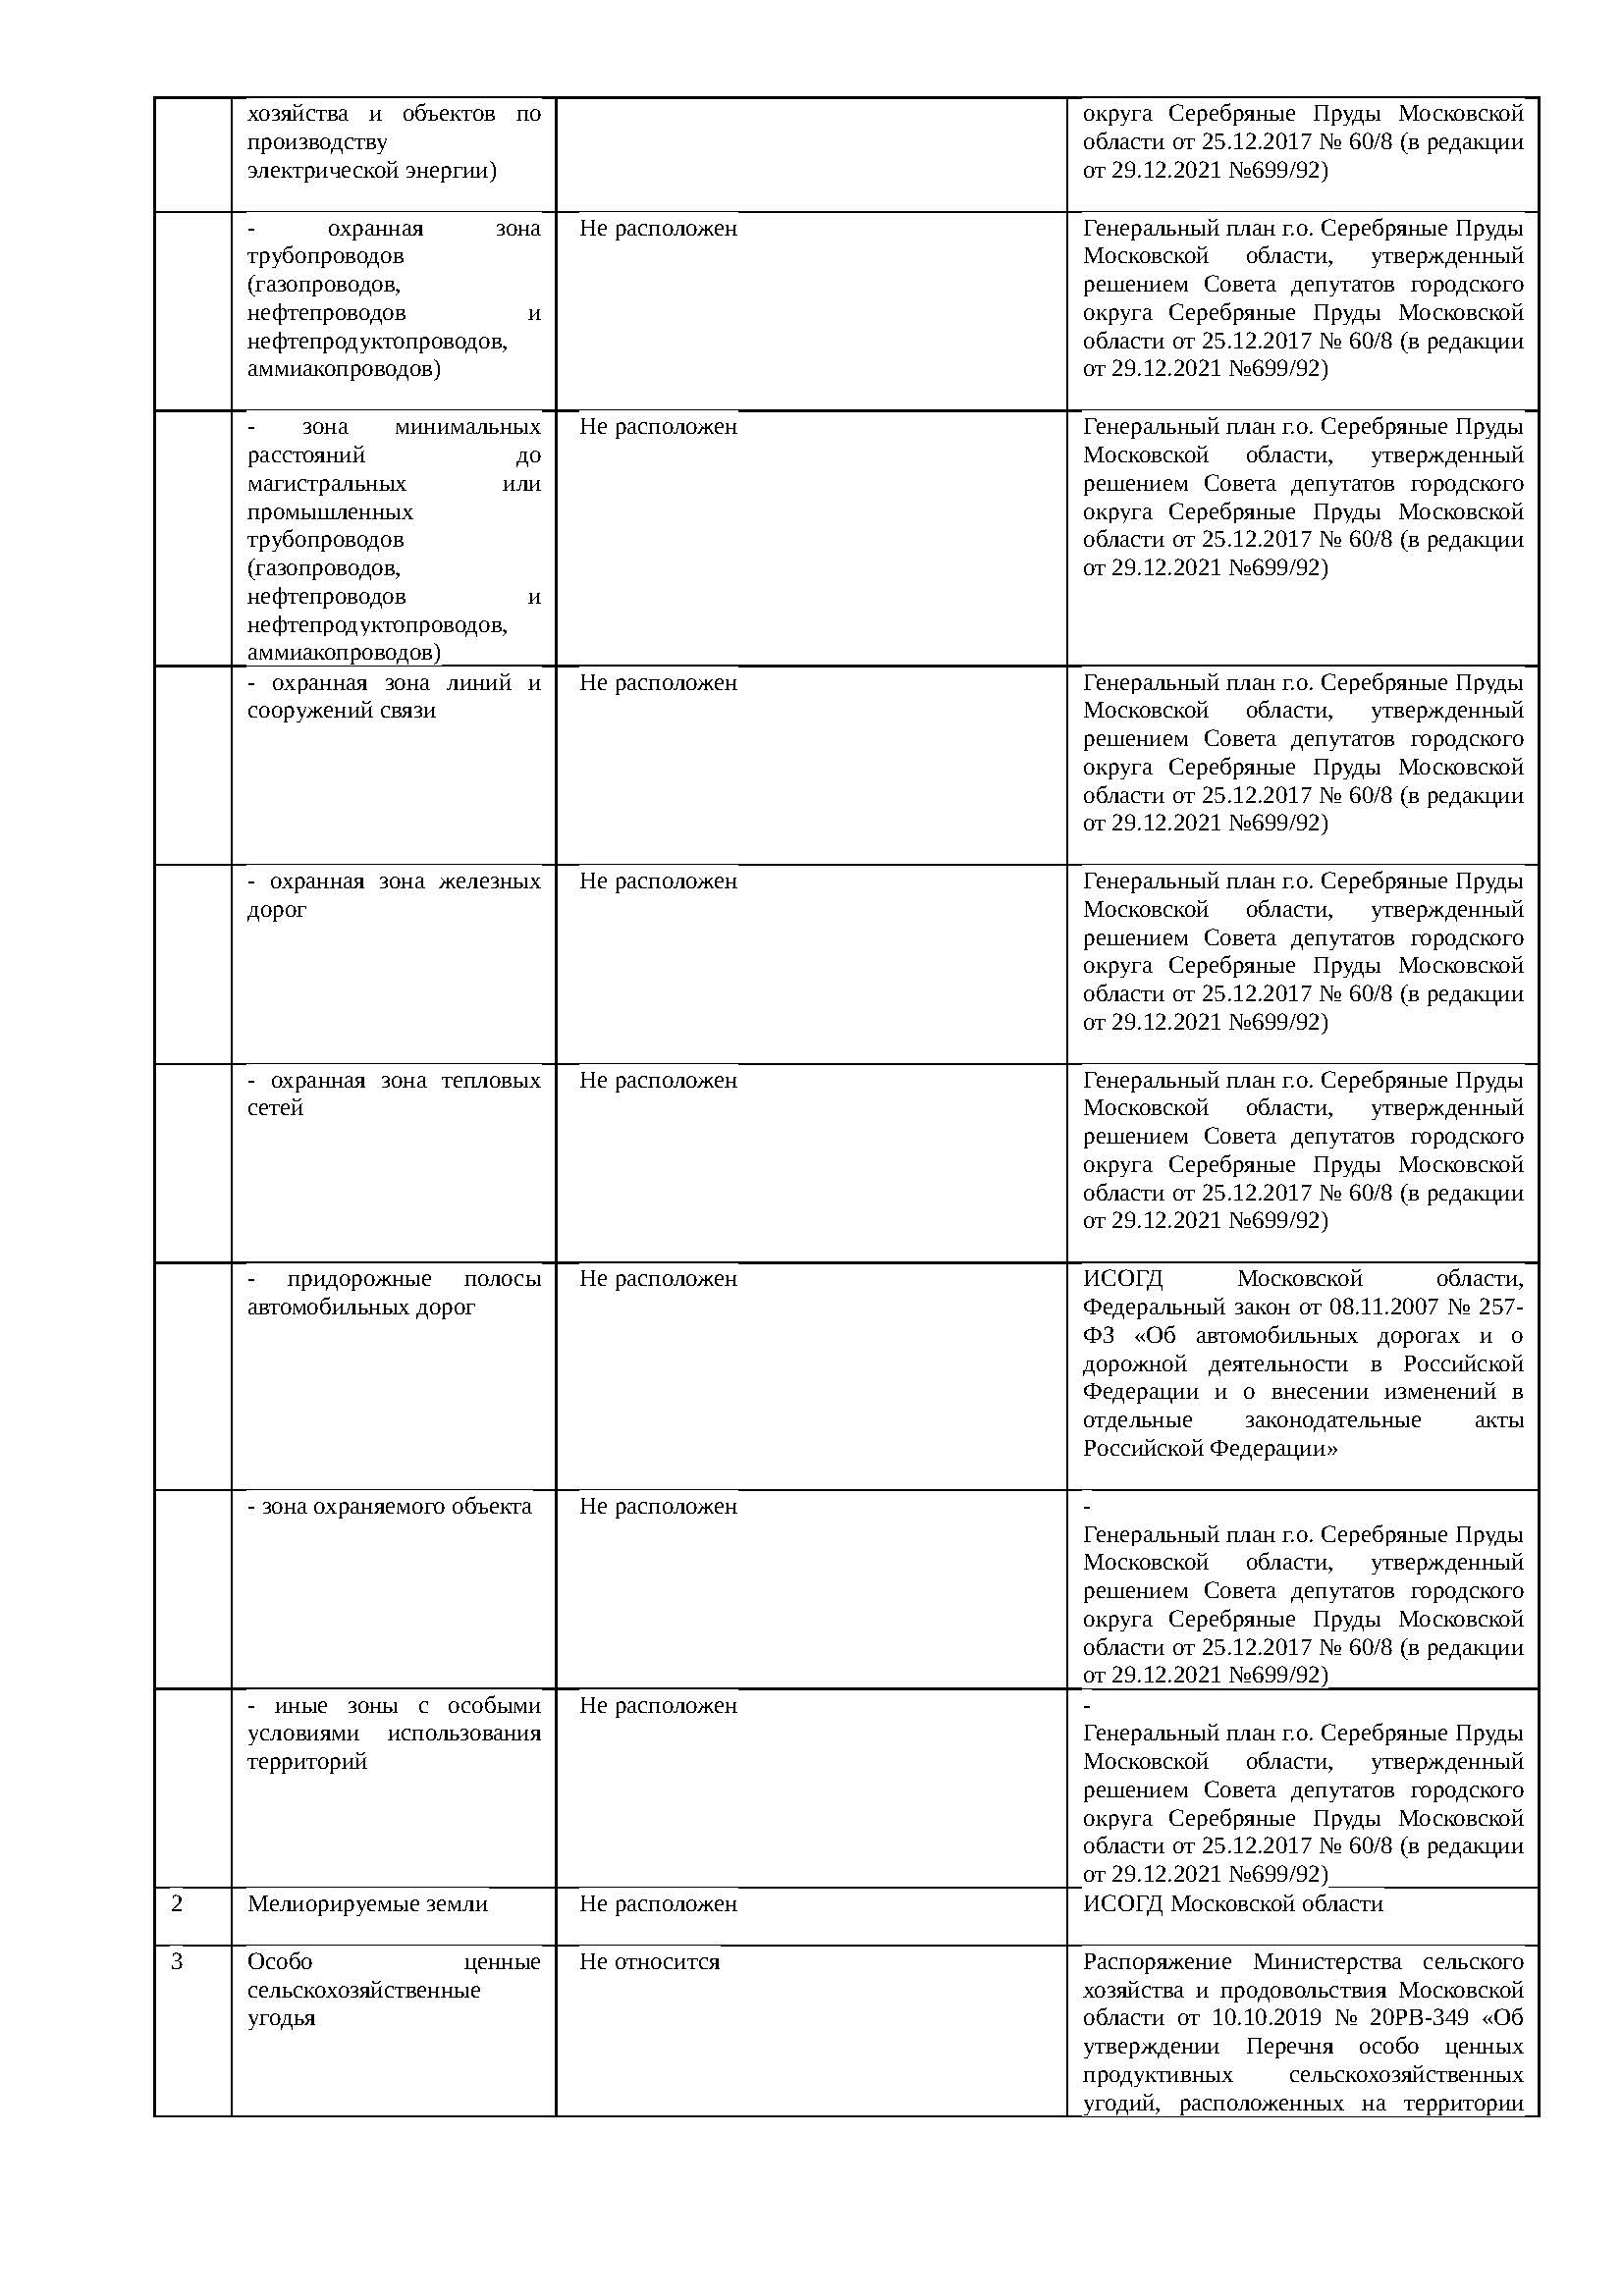 хозяйства и объектов по
производству
электрической энергии)
округа Серебряные Пруды Московской
области от 25.12.2017 № 60/8 (в редакции
от 29.12.2021 №699/92)
- охранная зона
трубопроводов
(газопроводов,
нефтепроводов и
нефтепродуктопроводов,
аммиакопроводов)
Не расположен
Генеральный план г.о. Серебряные Пруды
Московской области, утвержденный
решением Совета депутатов городского
округа Серебряные Пруды Московской
области от 25.12.2017 № 60/8 (в редакции
от 29.12.2021 №699/92)
- зона минимальных
расстояний до
магистральных или
промышленных
трубопроводов
(газопроводов,
нефтепроводов и
нефтепродуктопроводов,
аммиакопроводов)
Не расположен
Генеральный план г.о. Серебряные Пруды
Московской области, утвержденный
решением Совета депутатов городского
округа Серебряные Пруды Московской
области от 25.12.2017 № 60/8 (в редакции
от 29.12.2021 №699/92)
- охранная зона линий и
сооружений связи
Не расположен
Генеральный план г.о. Серебряные Пруды
Московской области, утвержденный
решением Совета депутатов городского
округа Серебряные Пруды Московской
области от 25.12.2017 № 60/8 (в редакции
от 29.12.2021 №699/92)
- охранная зона железных
дорог
Не расположен
Генеральный план г.о. Серебряные Пруды
Московской области, утвержденный
решением Совета депутатов городского
округа Серебряные Пруды Московской
области от 25.12.2017 № 60/8 (в редакции
от 29.12.2021 №699/92)
- охранная зона тепловых
сетей
Не расположен
Генеральный план г.о. Серебряные Пруды
Московской области, утвержденный
решением Совета депутатов городского
округа Серебряные Пруды Московской
области от 25.12.2017 № 60/8 (в редакции
от 29.12.2021 №699/92)
- придорожные полосы
автомобильных дорог
Не расположен
ИСОГД Московской области,
Федеральный закон от 08.11.2007 № 257-
ФЗ «Об автомобильных дорогах и о
дорожной деятельности в Российской
Федерации и о внесении изменений в
отдельные законодательные акты
Российской Федерации»
- зона охраняемого объекта
Не расположен
-
Генеральный план г.о. Серебряные Пруды
Московской области, утвержденный
решением Совета депутатов городского
округа Серебряные Пруды Московской
области от 25.12.2017 № 60/8 (в редакции
от 29.12.2021 №699/92)
- иные зоны с особыми
условиями использования
территорий
Не расположен
-
Генеральный план г.о. Серебряные Пруды
Московской области, утвержденный
решением Совета депутатов городского
округа Серебряные Пруды Московской
области от 25.12.2017 № 60/8 (в редакции
от 29.12.2021 №699/92)
2
Мелиорируемые земли
Не расположен
ИСОГД Московской области
3
Особо ценные
сельскохозяйственные
угодья
Не относится
Распоряжение Министерства сельского
хозяйства и продовольствия Московской
области от 10.10.2019 № 20РВ-349 «Об
утверждении Перечня особо ценных
продуктивных сельскохозяйственных
угодий, расположенных на территории